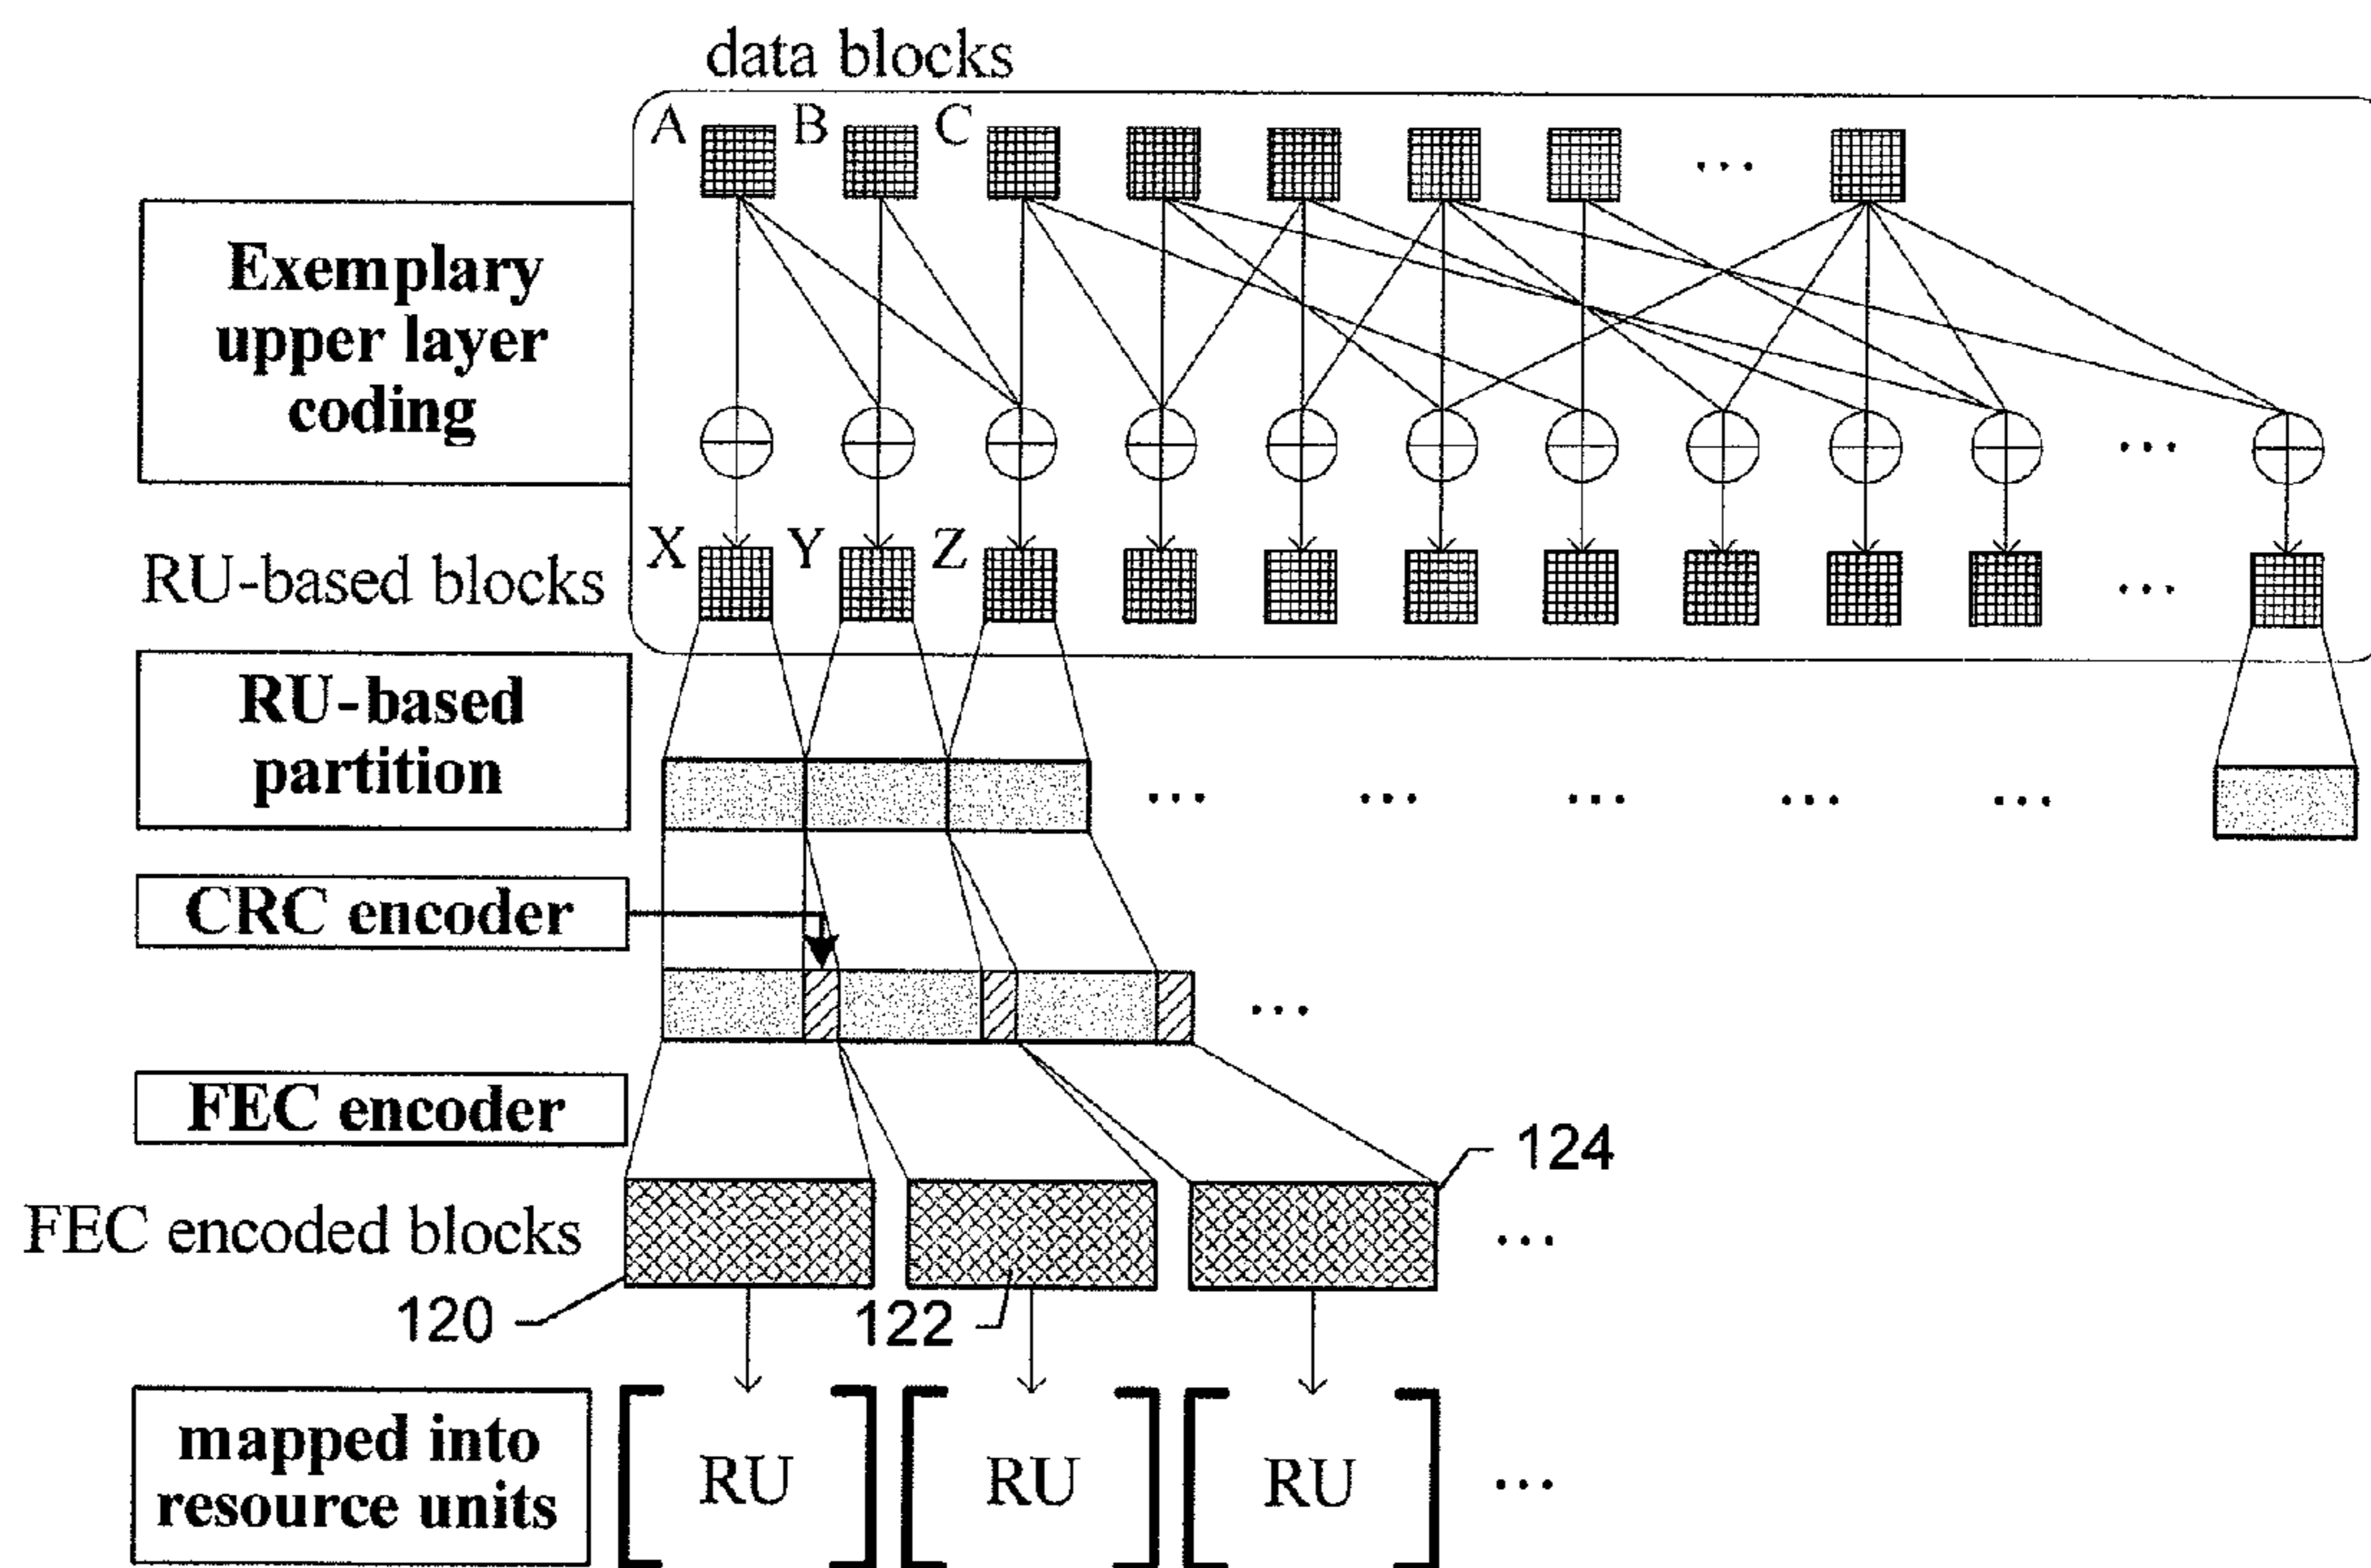 data blocks
A B C
...
Exemplary
upper layer
coding
...
X Y Z
RU-based blocks
...
RU-based
partition
... ... ... ... ...
CRC encoder
...
FEC encoder
124
FEC encoded blocks
...
120
122
mapped into
resource units
RU RU RU ...